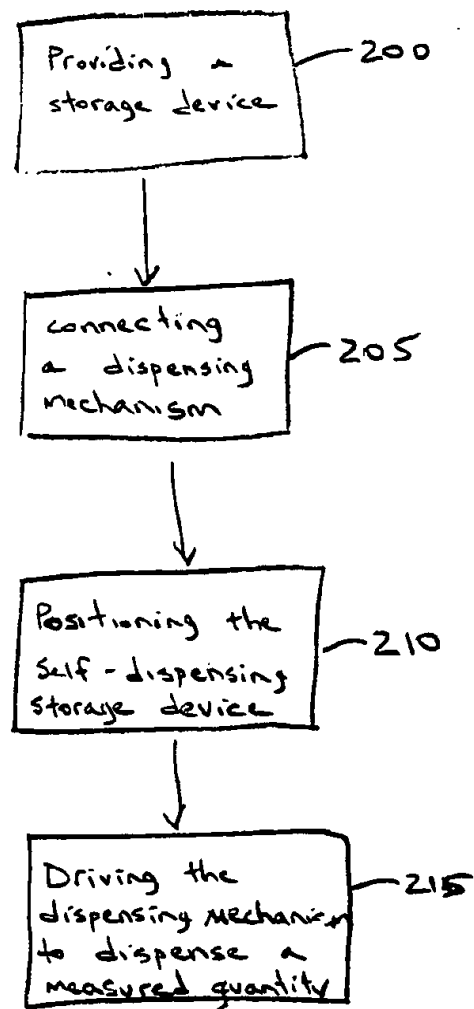 Providing a
storage device
200
connecting
a dispensing
mechanism
205
Positioning the
Self-dispensing
storage device
210
Driving the
dispensing mechanism
to dispense a
measured quantity
215